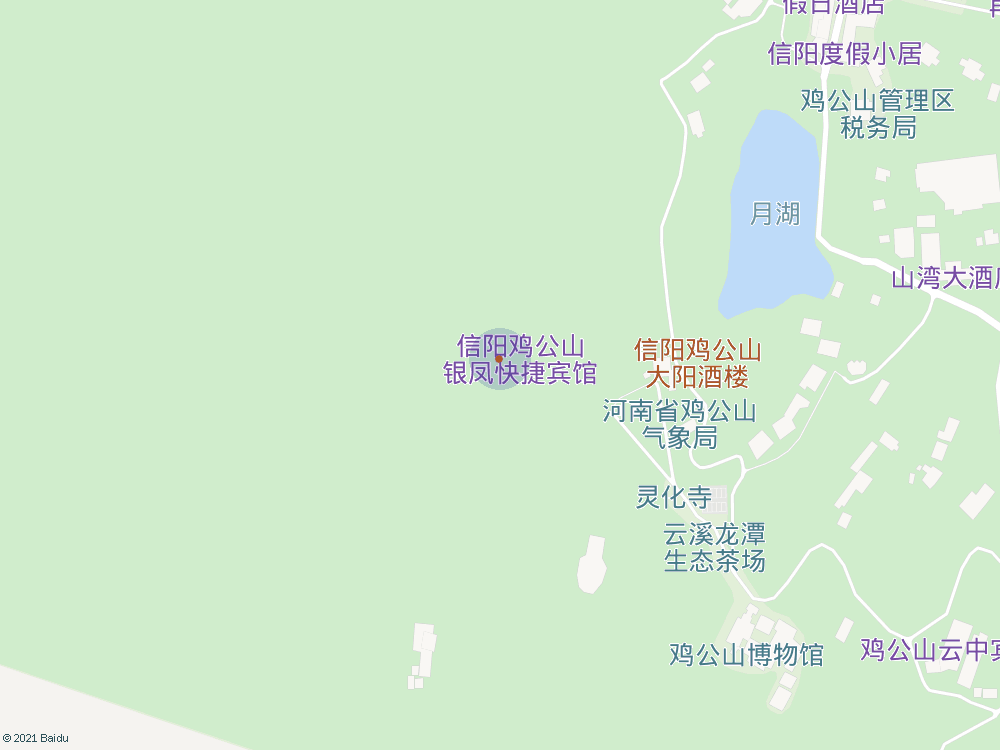 假日酒店
信阳度假小居
鸡公山管理区
税务局
月湖
山湾大酒店
信阳鸡公山
银凤快捷宾馆
信阳鸡公山
大阳酒楼
河南省鸡公山
气象局
灵化寺
云溪龙潭
生态茶场
鸡公山博物馆
鸡公山云中宾
© 2021 Baidu